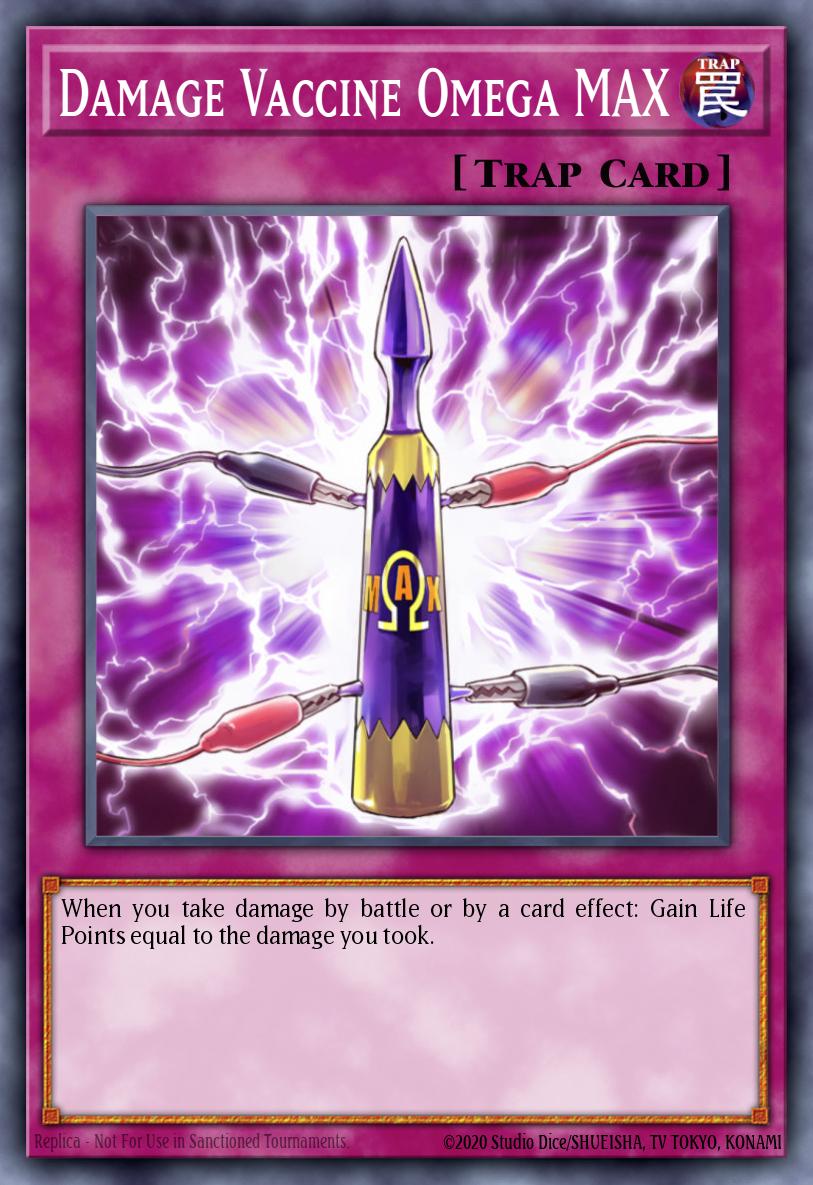 DAMAGE VACCINE OMEGA MAX
TRAP
罠
[TRAP CARD]
MAX
Ω
When you take damage by battle or by a card effect: Gain Life
Points equal to the damage you took.
Replica - Not For Use in Sanctioned Tournaments.
©2020 Studio Dice/SHUEISHA, TV TOKYO, KONAMI